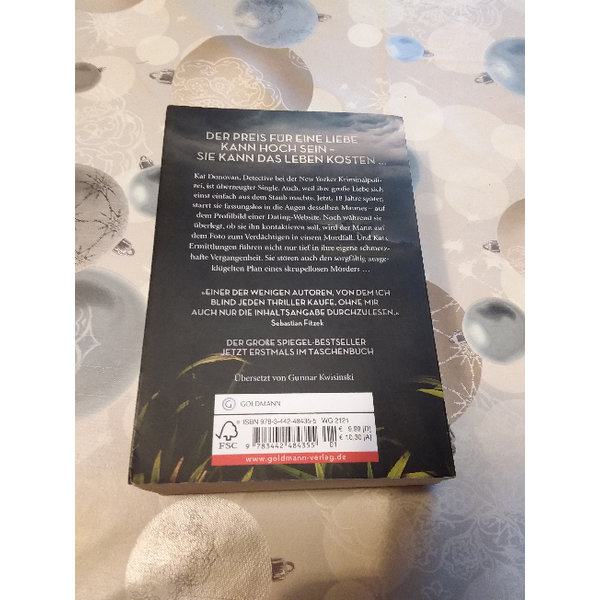 DER PREIS FÜR EINE LIEBE
KANN HOCH SEIN –
SIE KANN DAS LEBEN KOSTEN ...
Kat Donovan, Detective bei der New Yorker Kriminalpoli-
zei, ist überzeugter Single. Auch, weil ihre große Liebe sich
einst einfach aus dem Staub machte. Jetzt, 18 Jahre später,
starrt sie fassungslos in die Augen desselben Mannes – auf
dem Profilbild einer Dating-Website. Noch während sie
überlegt, ob sie ihn kontaktieren soll, wird der Mann auf
dem Foto zum Verdächtigen in einem Mordfall. Und Kats
Ermittlungen führen nicht nur tief in ihre eigene schmerz-
hafte Vergangenheit. Sie stören auch den sorgfältig ausge-
klügelten Plan eines skrupellosen Mörders ...
»EINER DER WENIGEN AUTOREN, VON DEM ICH
BLIND JEDEN THRILLER KAUFE, OHNE MIR
AUCH NUR DIE INHALTSANGABE DURCHZULESEN.«
Sebastian Fitzek
DER GROSSE SPIEGEL-BESTSELLER
JETZT ERSTMALS IM TASCHENBUCH
Übersetzt von Gunnar Kwisinski
G GOLDMANN
ISBN 978-3-442-48435-5 WG 2121
€ 9,99 [D]
€ 10,30 [A]
FSC
9 783442 484355
01
www.goldmann-verlag.de